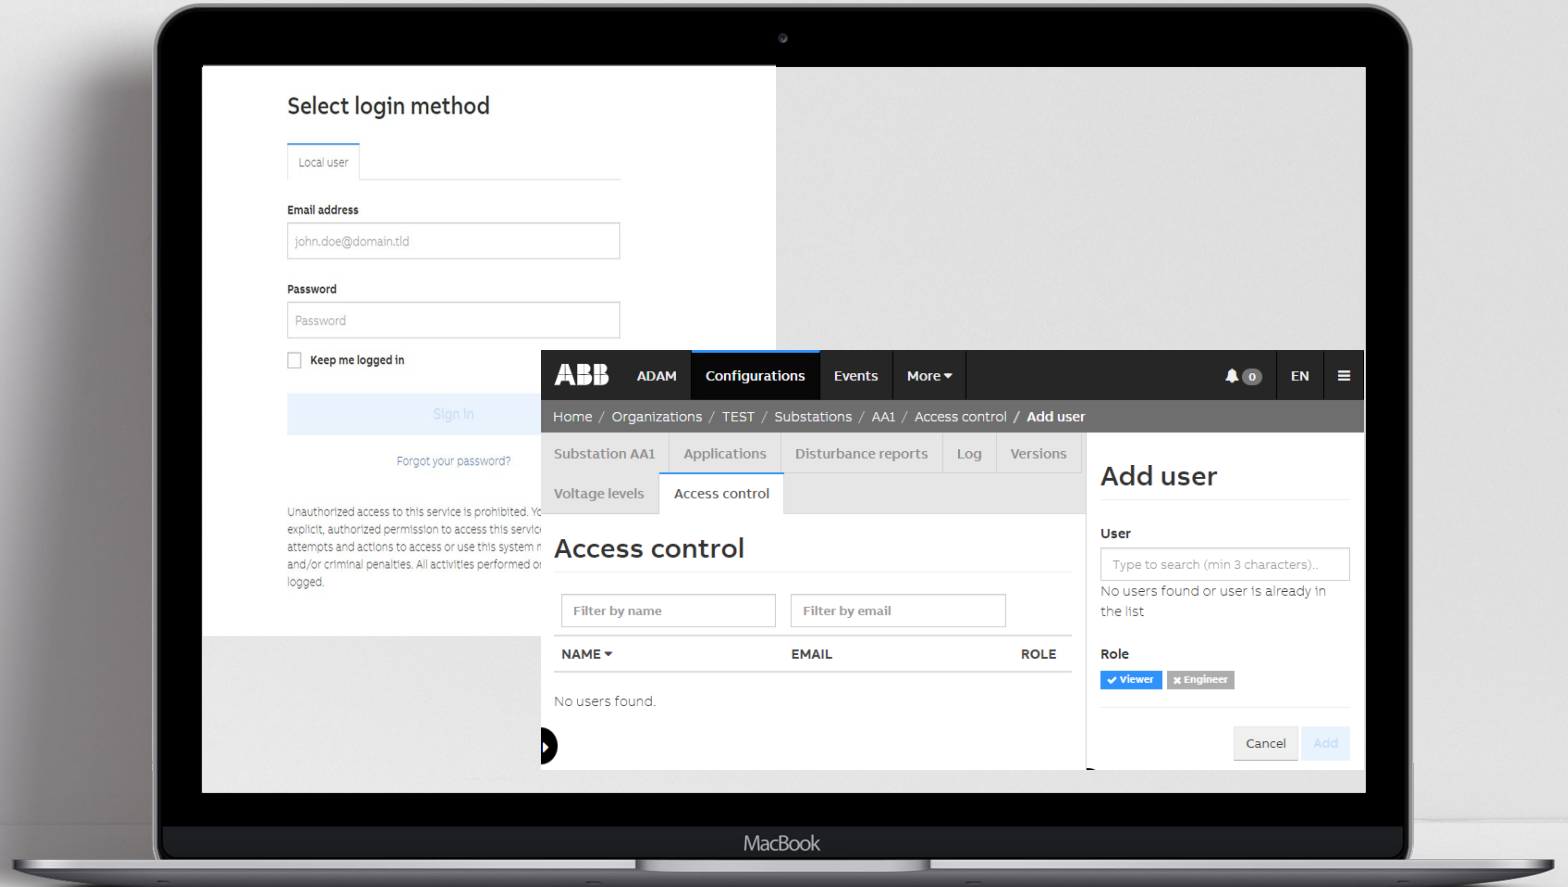 Select login method
Local user
Email address
john.doe@domain.tld
Password
Password
Keep me logged in
Sign in
Forgot your password?
Unauthorized access to this service is prohibited.
explicit, authorized permission to access this service
attempts and actions to access or use this system
and/or criminal penalties. All activities performed
logged.
ABB ADAM Configurations Events More 0 EN
Home / Organizations / TEST / Substations / AA1 / Access control / Add user
Substation AA1 Applications Disturbance reports Log Versions
Voltage levels Access control
Access control
Filter by name Filter by email
NAME EMAIL ROLE
No users found.
Add user
User
Type to search (min 3 characters)..
No users found or user is already in
the list
Role
Viewer Engineer
Cancel Add
MacBook